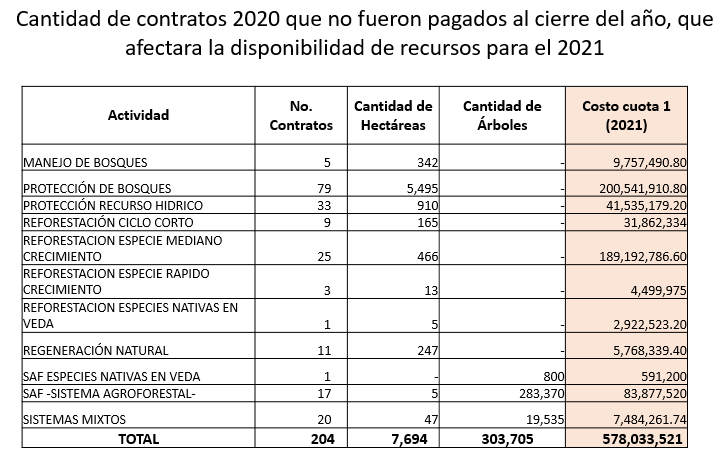 Cantidad de contratos 2020 que no fueron pagados al cierre del año, que
afectara la disponibilidad de recursos para el 2021
Actividad No. Contratos Cantidad de Hectáreas Cantidad de Árboles Costo cuota 1 (2021)
MANEJO DE BOSQUES 5 342 - 9,757,490.80
PROTECCIÓN DE BOSQUES 79 5,495 - 200,541,910.80
PROTECCIÓN RECURSO HIDRICO 33 910 - 41,535,179.20
REFORESTACIÓN CICLO CORTO 9 165 - 31,862,334
REFORESTACION ESPECIE MEDIANO
CRECIMIENTO 25 466 - 189,192,786.60
REFORESTACION ESPECIE RAPIDO
CRECIMIENTO 3 13 - 4,499,975
REFORESTACION ESPECIES NATIVAS EN
VEDA 1 5 - 2,922,523.20
REGENERACIÓN NATURAL 11 247 - 5,768,339.40
SAF ESPECIES NATIVAS EN VEDA 1 - 800 591,200
SAF -SISTEMA AGROFORESTAL- 17 5 283,370 83,877,520
SISTEMAS MIXTOS 20 47 19,535 7,484,261.74
TOTAL 204 7,694 303,705 578,033,521